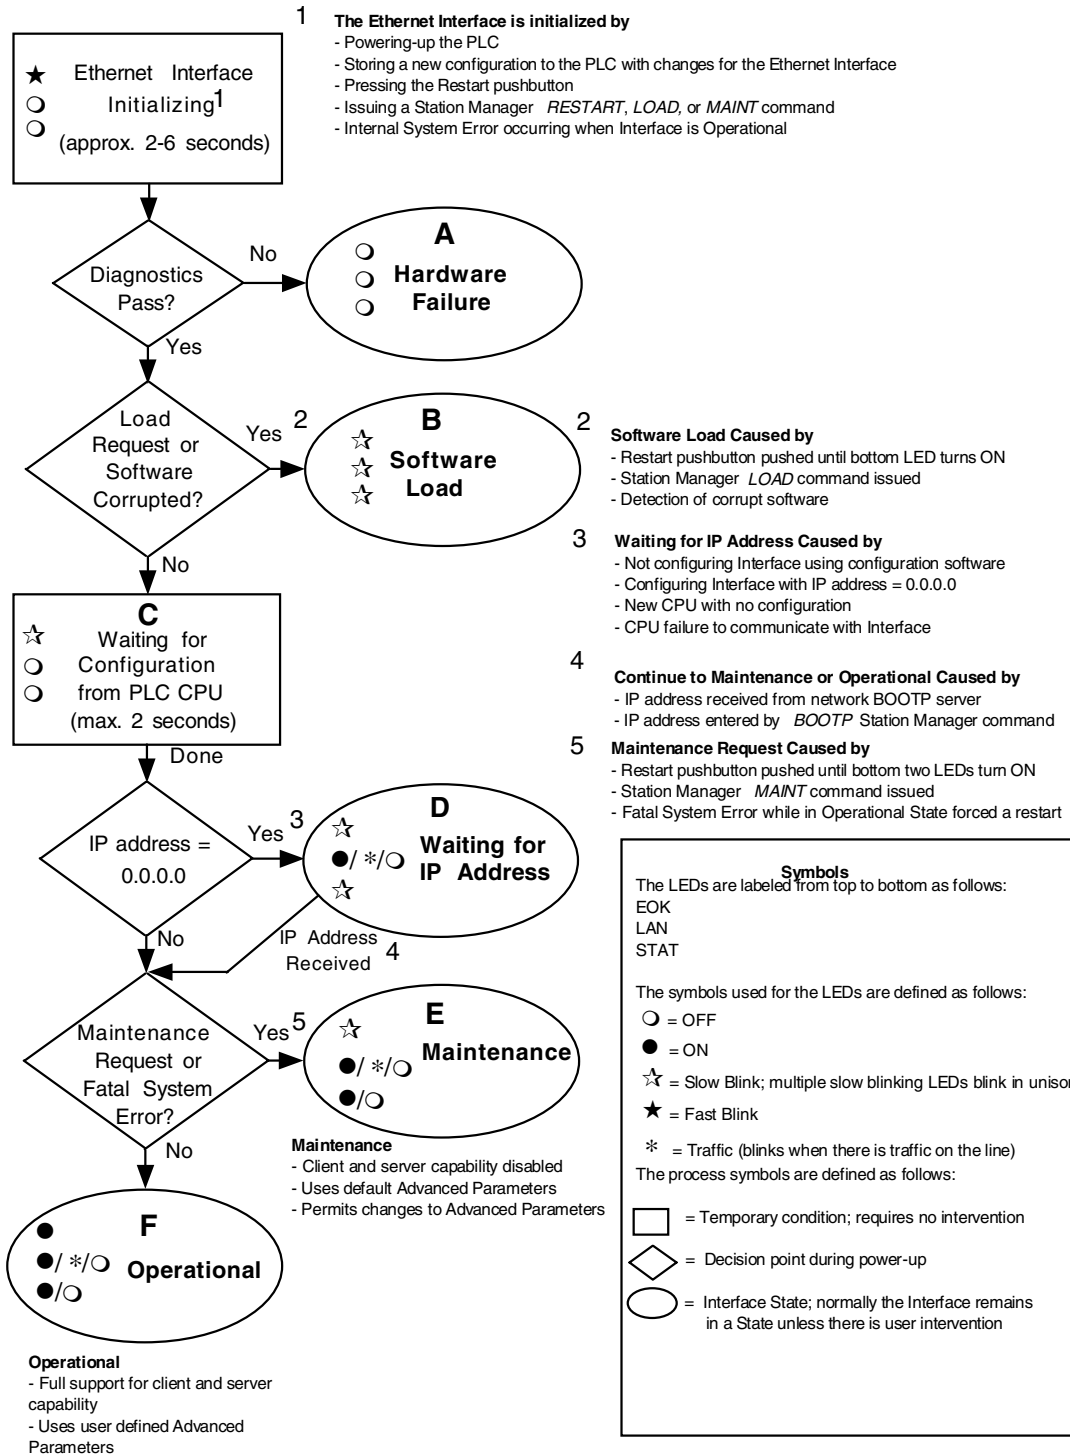 1
The Ethernet Interface is initialized by
- Powering-up the PLC
- Storing a new configuration to the PLC with changes for the Ethernet Interface
- Pressing the Restart pushbutton
- Issuing a Station Manager RESTART, LOAD, or MAINT command
- Internal System Error occurring when Interface is Operational
Ethernet Interface
Initializing1
(approx. 2-6 seconds)
Diagnostics
Pass?
No
A
Hardware
Failure
Yes
Load
Request or
Software
Corrupted?
Yes 2
B
Software
Load
2
Software Load Caused by
- Restart pushbutton pushed until bottom LED turns ON
- Station Manager LOAD command issued
- Detection of corrupt software
No
3
Waiting for IP Address Caused by
- Not configuring Interface using configuration software
- Configuring Interface with IP address = 0.0.0.0
- New CPU with no configuration
- CPU failure to communicate with Interface
C
Waiting for
Configuration
from PLC CPU
(max. 2 seconds)
4
Continue to Maintenance or Operational Caused by
- IP address received from network BOOTP server
- IP address entered by BOOTP Station Manager command
Done
5
Maintenance Request Caused by
- Restart pushbutton pushed until bottom two LEDs turn ON
- Station Manager MAINT command issued
- Fatal System Error while in Operational State forced a restart
IP address =
0.0.0.0
Yes 3
D
Waiting for
IP Address
●/ */○
No
IP Address
Received 4
Maintenance
Request or
Fatal System
Error?
Yes 5
E
Maintenance
●/ */○
●/○
No
Maintenance
- Client and server capability disabled
- Uses default Advanced Parameters
- Permits changes to Advanced Parameters
F
Operational
●/ */○
●/○
Operational
- Full support for client and server
capability
- Uses user defined Advanced
Parameters
Symbols
The LEDs are labeled from top to bottom as follows:
EOK
LAN
STAT
The symbols used for the LEDs are defined as follows:
○ = OFF
● = ON
☆ = Slow Blink; multiple slow blinking LEDs blink in unison
★ = Fast Blink
* = Traffic (blinks when there is traffic on the line)
The process symbols are defined as follows:
= Temporary condition; requires no intervention
= Decision point during power-up
= Interface State; normally the Interface remains
in a State unless there is user intervention